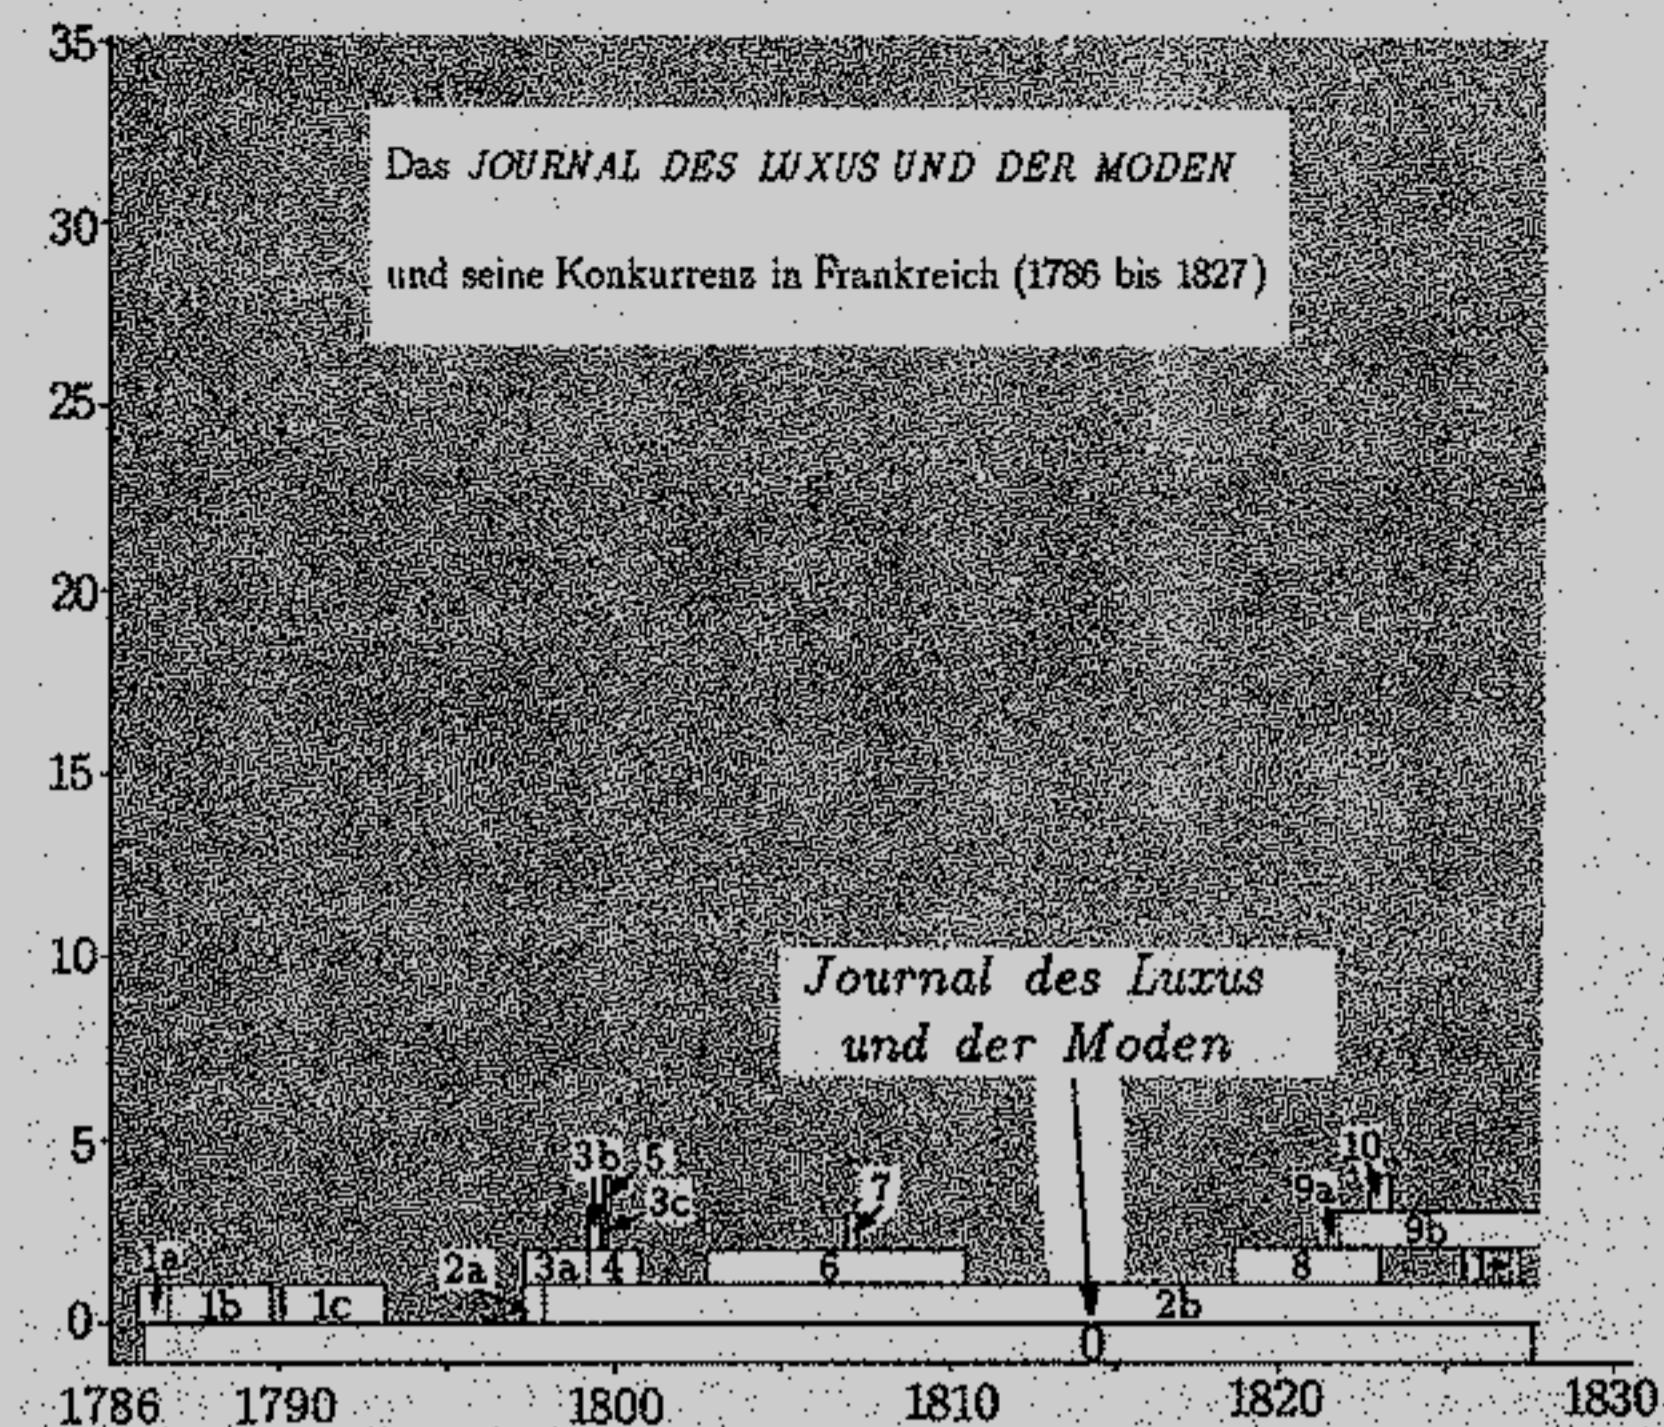 35
Das JOURNAL DES LUXUS UND DER MODEN
30
und seine Konkurrenz in Frankreich (1786 bis 1827)
25
20
15
10
Journal des Luxus
und der Moden
5
3b 5
10
7
3c
9a
9b
1a
2a
3a 4
6
8
0
1b
1c
2b
0
1786 1790 1800 1810 1820 1830